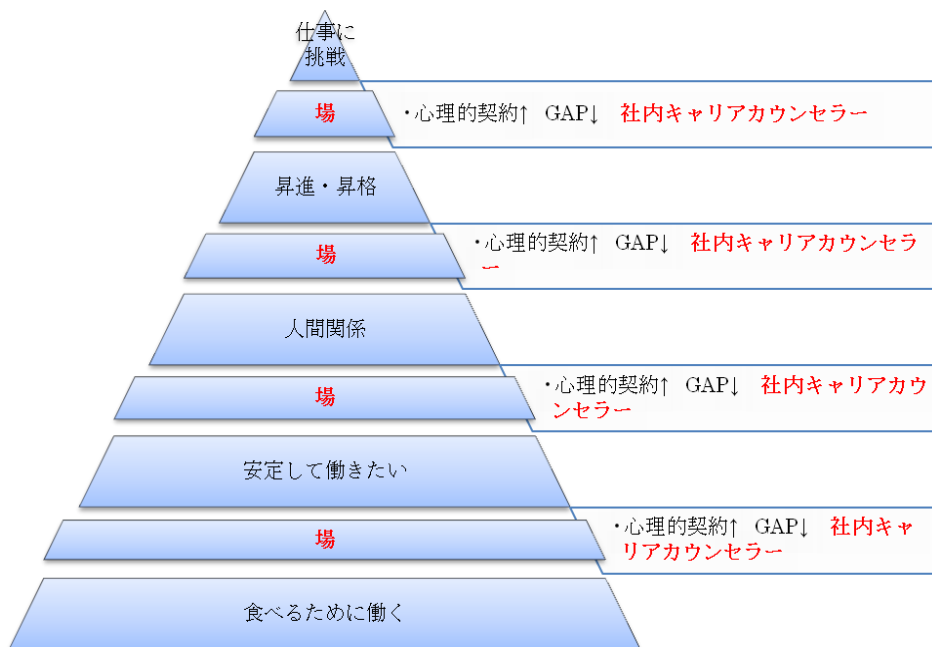 仕事に
挑戦
場
・心理的契約↑ GAP↓ 社内キャリアカウンセラー
昇進・昇格
場
・心理的契約↑ GAP↓ 社内キャリアカウンセラ
ー
人間関係
場
・心理的契約↑ GAP↓ 社内キャリアカウ
ンセラー
安定して働きたい
場
・心理的契約↑ GAP↓ 社内キャ
リアカウンセラー
食べるために働く